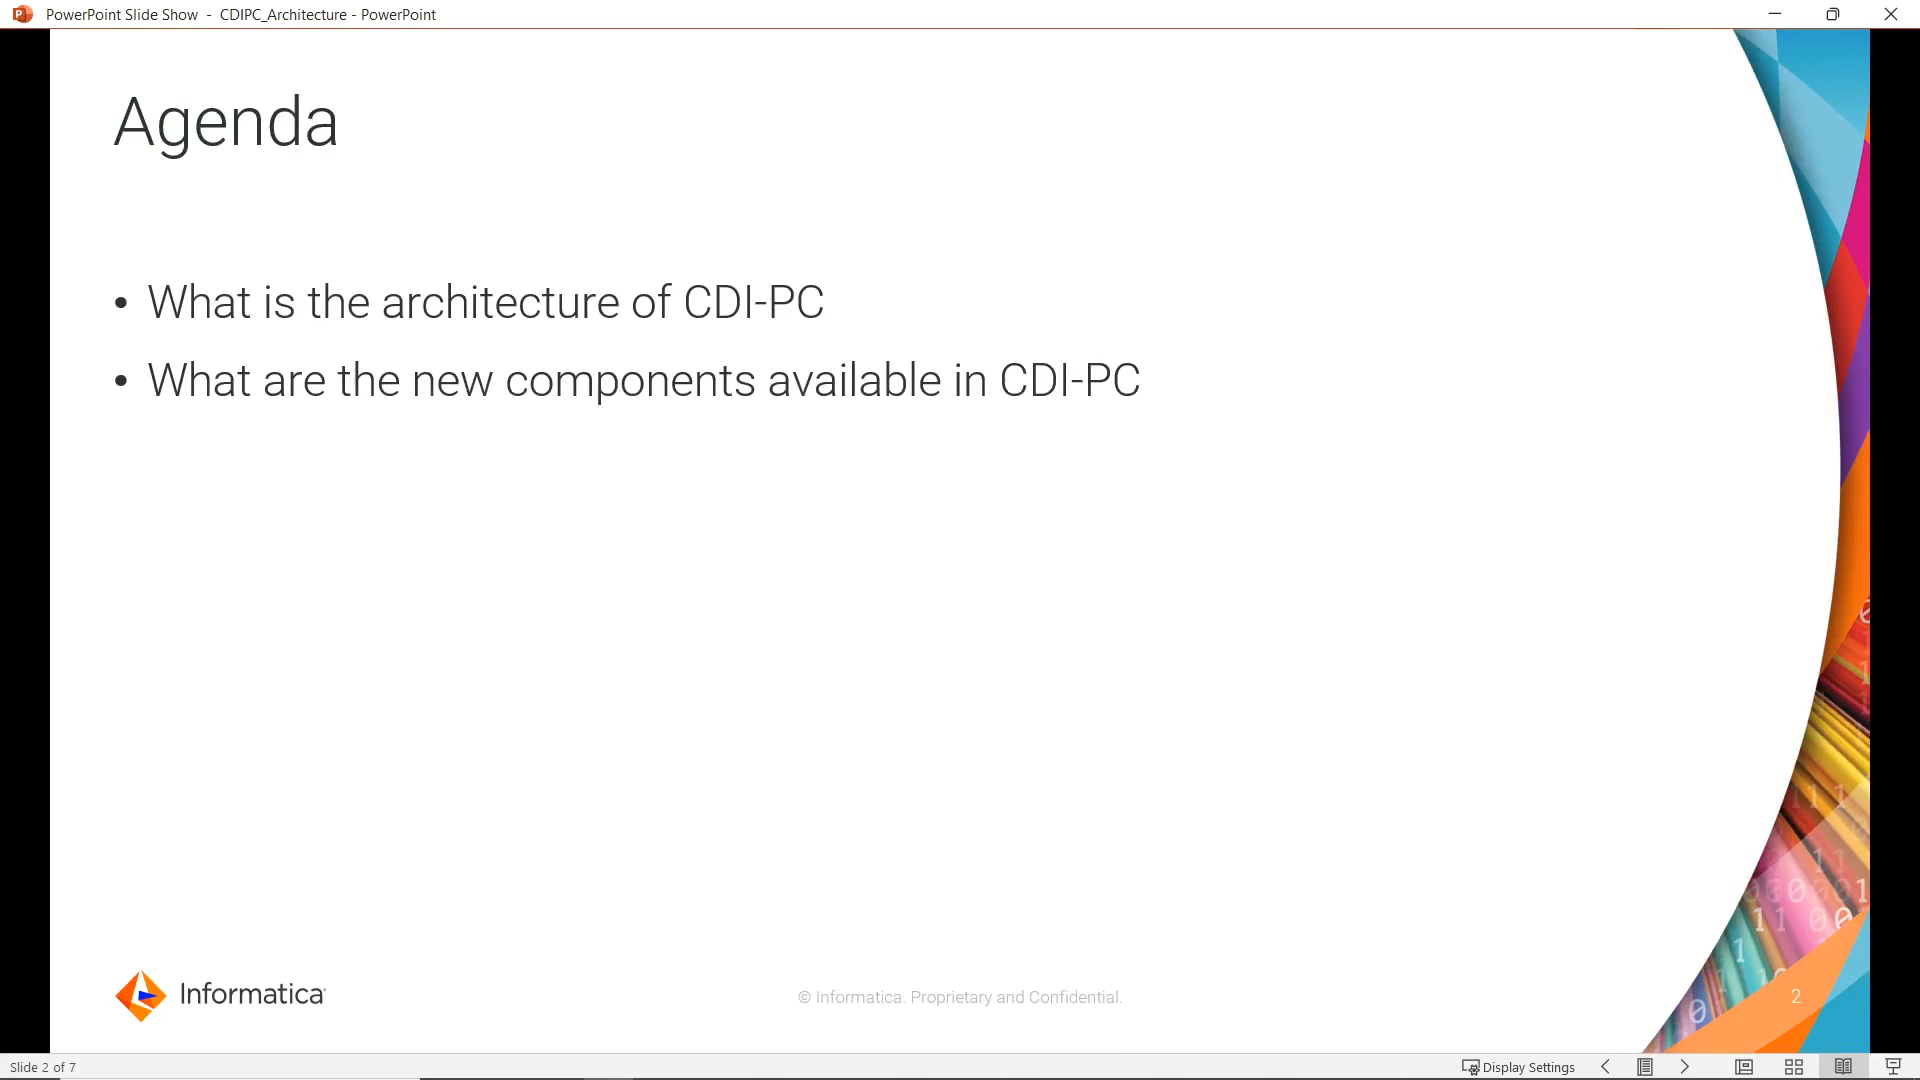 PowerPoint Slide Show - CDIPC_Architecture - PowerPoint
Agenda
• What is the architecture of CDI-PC
• What are the new components available in CDI-PC
Informatica
© Informatica. Proprietary and Confidential.
2
Slide 2 of 7
Display Settings